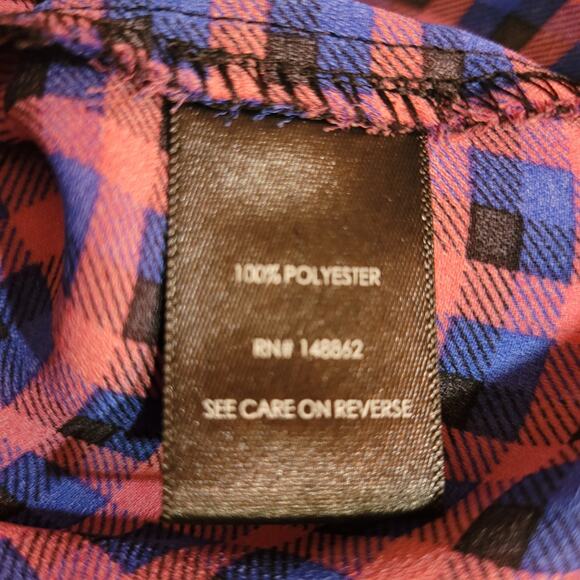 100% POLYESTER
RN# 148862
SEE CARE ON REVERSE